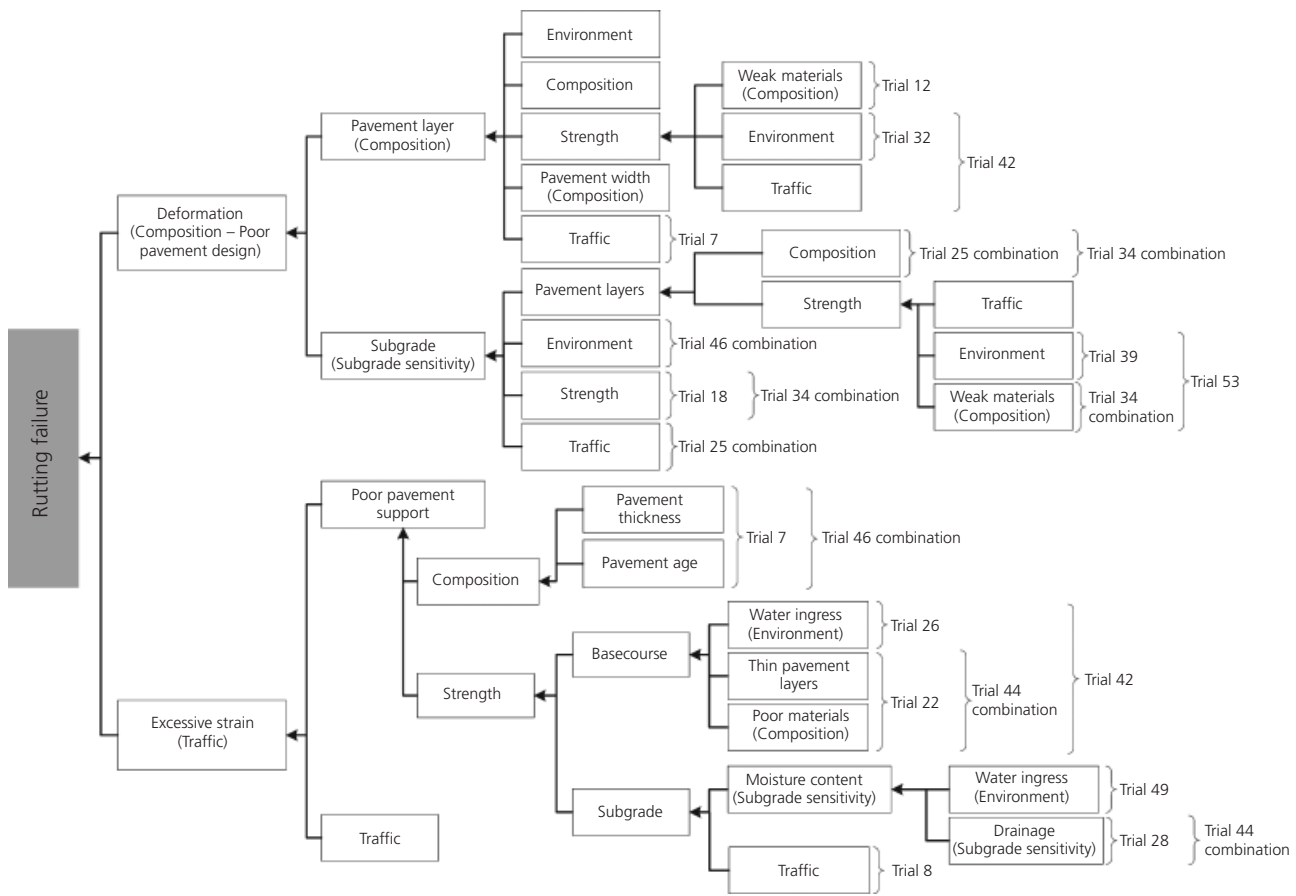 Environment
Composition
Weak materials
(Composition)
Trial 12
Pavement layer
(Composition)
Strength
Environment
Trial 32
Trial 42
Pavement width
(Composition)
Traffic
Deformation
(Composition – Poor
pavement design)
Traffic
Trial 7
Composition
Trial 25 combination
Trial 34 combination
Pavement layers
Strength
Traffic
Subgrade
(Subgrade sensitivity)
Environment
Trial 46 combination
Environment
Trial 39
Trial 53
Strength
Trial 18
Trial 34 combination
Weak materials
(Composition)
Trial 34
combination
Traffic
Trial 25 combination
Rutting failure
Poor pavement
support
Pavement
thickness
Trial 7
Trial 46 combination
Composition
Pavement age
Water ingress
(Environment)
Trial 26
Basecourse
Thin pavement
layers
Trial 22
Trial 44
combination
Trial 42
Strength
Poor materials
(Composition)
Excessive strain
(Traffic)
Moisture content
(Subgrade sensitivity)
Water ingress
(Environment)
Trial 49
Subgrade
Drainage
(Subgrade sensitivity)
Trial 28
Trial 44
combination
Traffic
Traffic
Trial 8